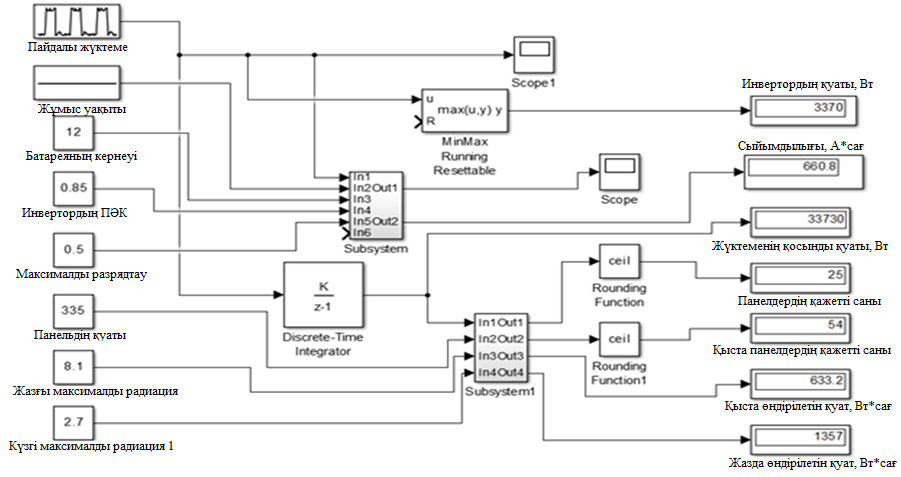 Пайдалы жүктеме
Жұмыс уақыты
12
Батареяның кернеуі
0.85
Инвертордың ПӘК
0.5
Максималды разрядтау
335
Панельдің қуаты
8.1
Жазғы максималды радиация
2.7
Күзгі максималды радиация 1
Scope1
u
max(u,y) y
R
MinMax
Running
Resettable
In1
In2Out1
In3
In4
In5Out2
In6
Subsystem
Scope
K
z-1
Discrete-Time
Integrator
In1Out1
In2Out2
In3Out3
In4Out4
Subsystem1
ceil
Rounding
Function
ceil
Rounding
Function1
Инвертордың қуаты, Вт
3370
Сыйымдылығы, А*сағ
660.8
33730
Жүктеменің қосынды қуаты, Вт
25
Панелдердің қажетті саны
54
Қыста панелдердің қажетті саны
633.2
Қыста өндірілетін қуат, Вт*сағ
1357
Жазда өндірілетін қуат, Вт*сағ